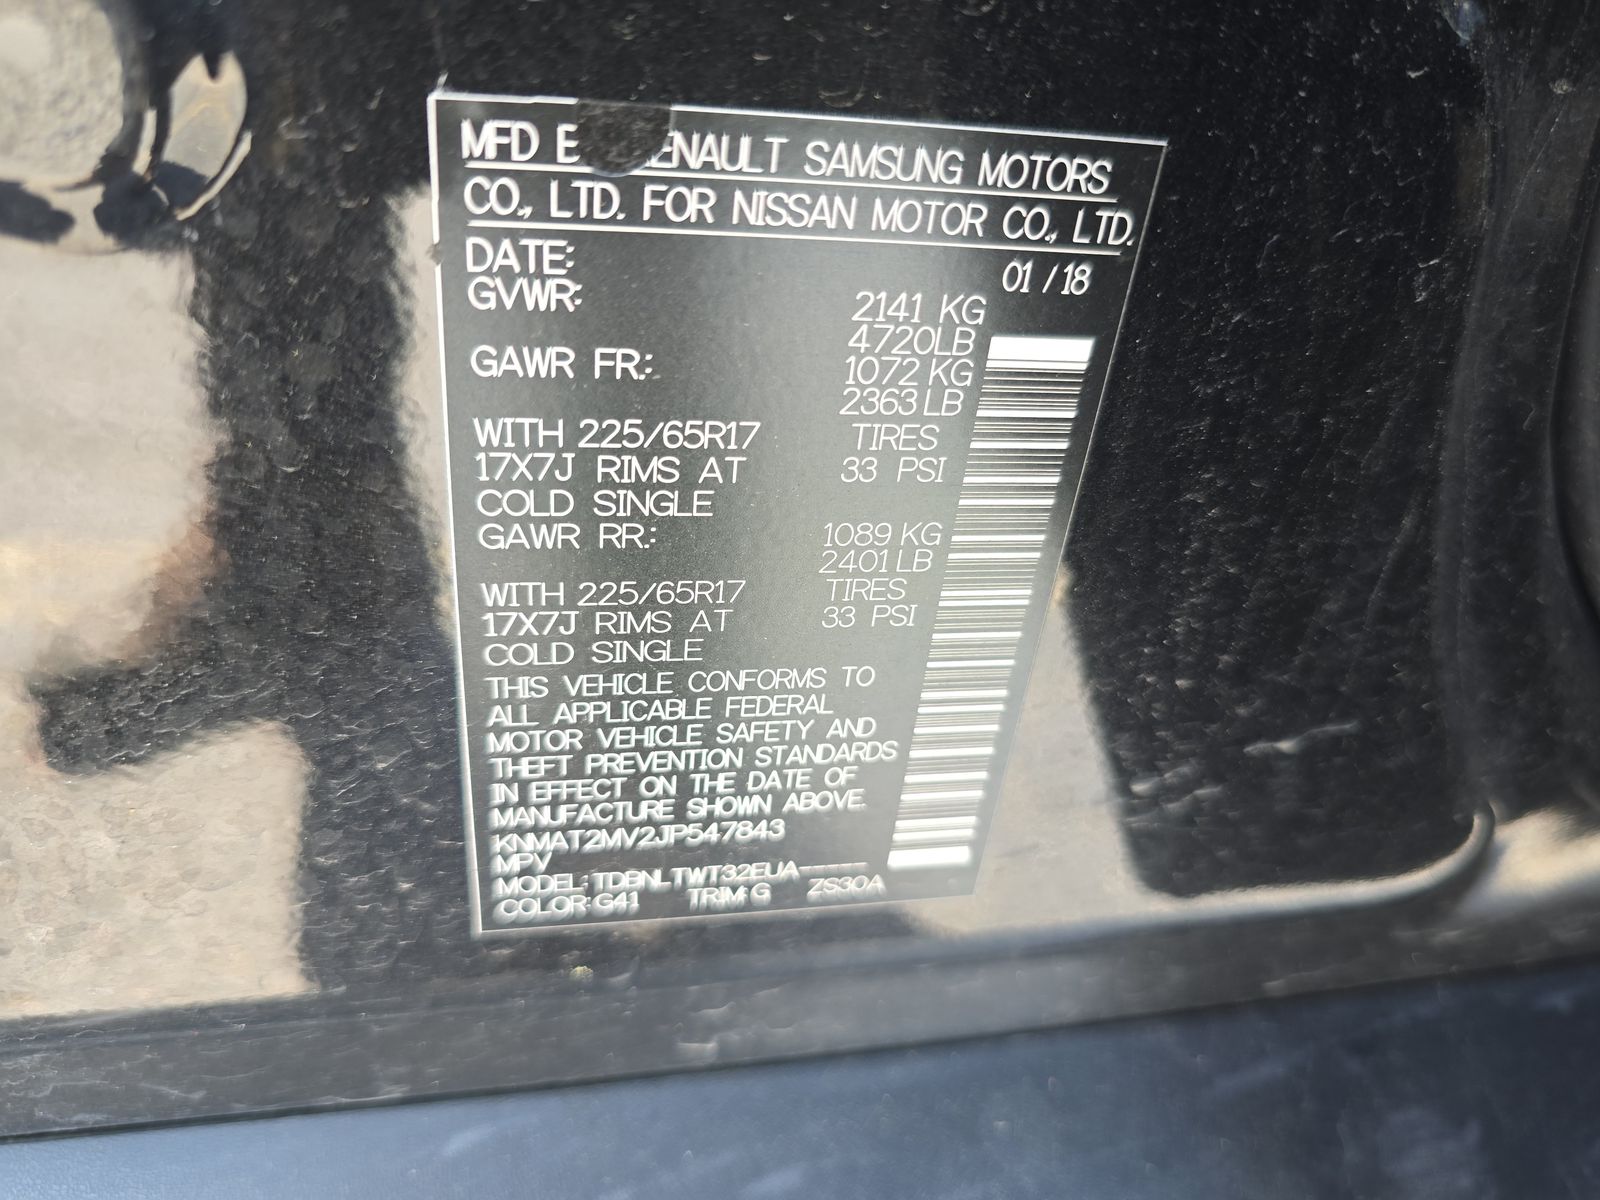 MFD B RENAULT SAMSUNG MOTORS
CO., LTD. FOR NISSAN MOTOR CO., LTD.
DATE: 01 / 18
GVWR: 2141 KG
4720LB
GAWR FR.: 1072 KG
2363 LB
WITH 225/65R17 TIRES
17X7J RIMS AT 33 PSI
COLD SINGLE
GAWR RR.: 1089 KG
2401 LB
WITH 225/65R17 TIRES
17X7J RIMS AT 33 PSI
COLD SINGLE
THIS VEHICLE CONFORMS TO
ALL APPLICABLE FEDERAL
MOTOR VEHICLE SAFETY AND
THEFT PREVENTION STANDARDS
IN EFFECT ON THE DATE OF
MANUFACTURE SHOWN ABOVE.
KNMAT2MV2JP547843
MPV
MODEL: TDBNLTWT32EUA------
COLOR: G41 TRIM: G ZS30A